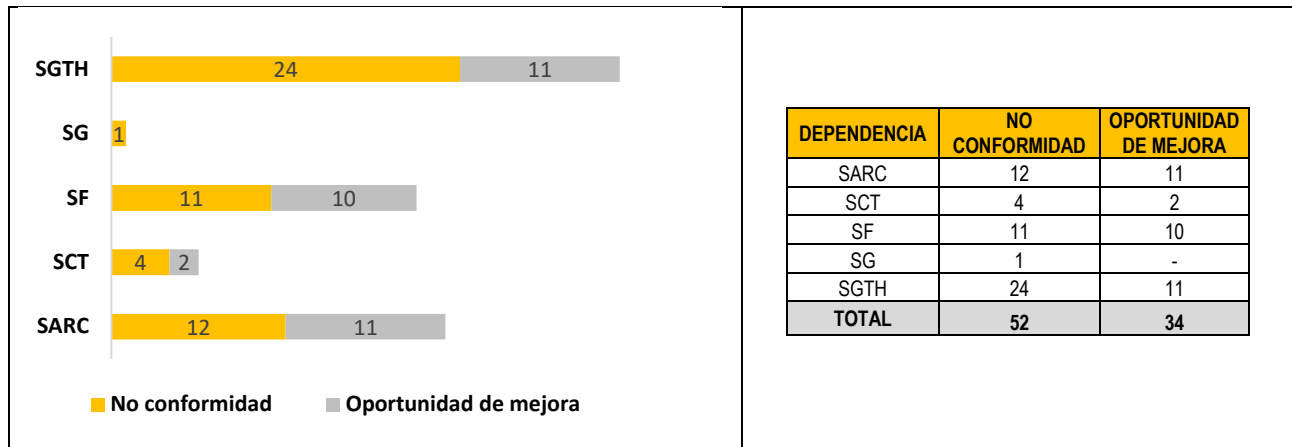 SGTH 24 11
SG 1
SF 11 10
SCT 4 2
SARC 12 11
No conformidad Oportunidad de mejora
DEPENDENCIA NO CONFORMIDAD OPORTUNIDAD DE MEJORA
SARC 12 11
SCT 4 2
SF 11 10
SG 1 -
SGTH 24 11
TOTAL 52 34